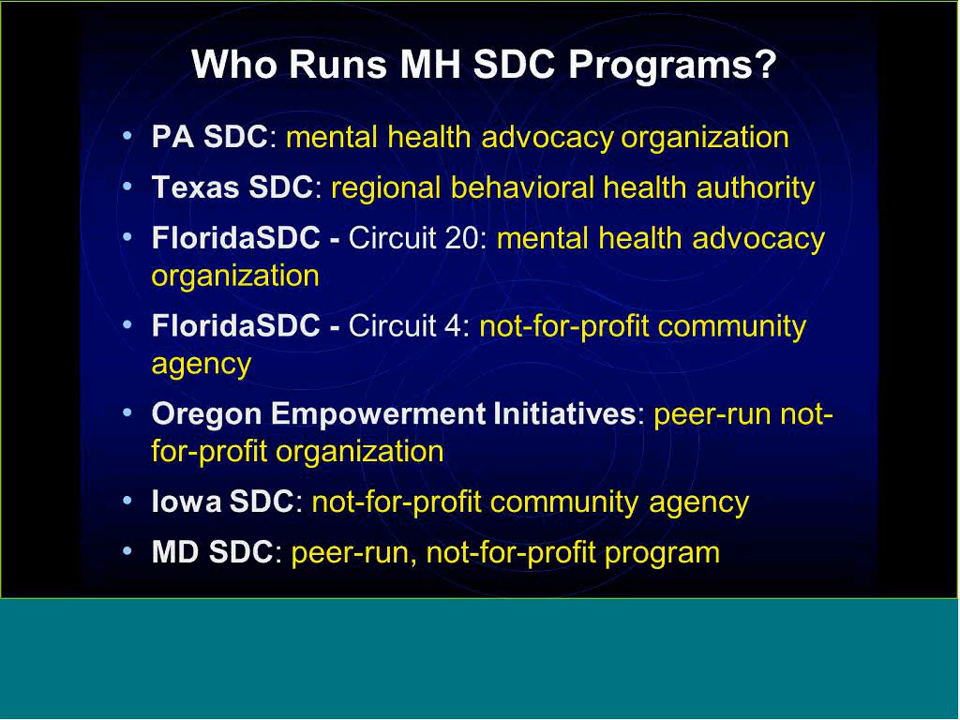 Who Runs MH SDC Programs?
• PA SDC: mental health advocacy organization
• Texas SDC: regional behavioral health authority
• FloridaSDC - Circuit 20: mental health advocacy
organization
• FloridaSDC - Circuit 4: not-for-profit community
agency
• Oregon Empowerment Initiatives: peer-run not-
for-profit organization
• Iowa SDC: not-for-profit community agency
• MD SDC: peer-run, not-for-profit program